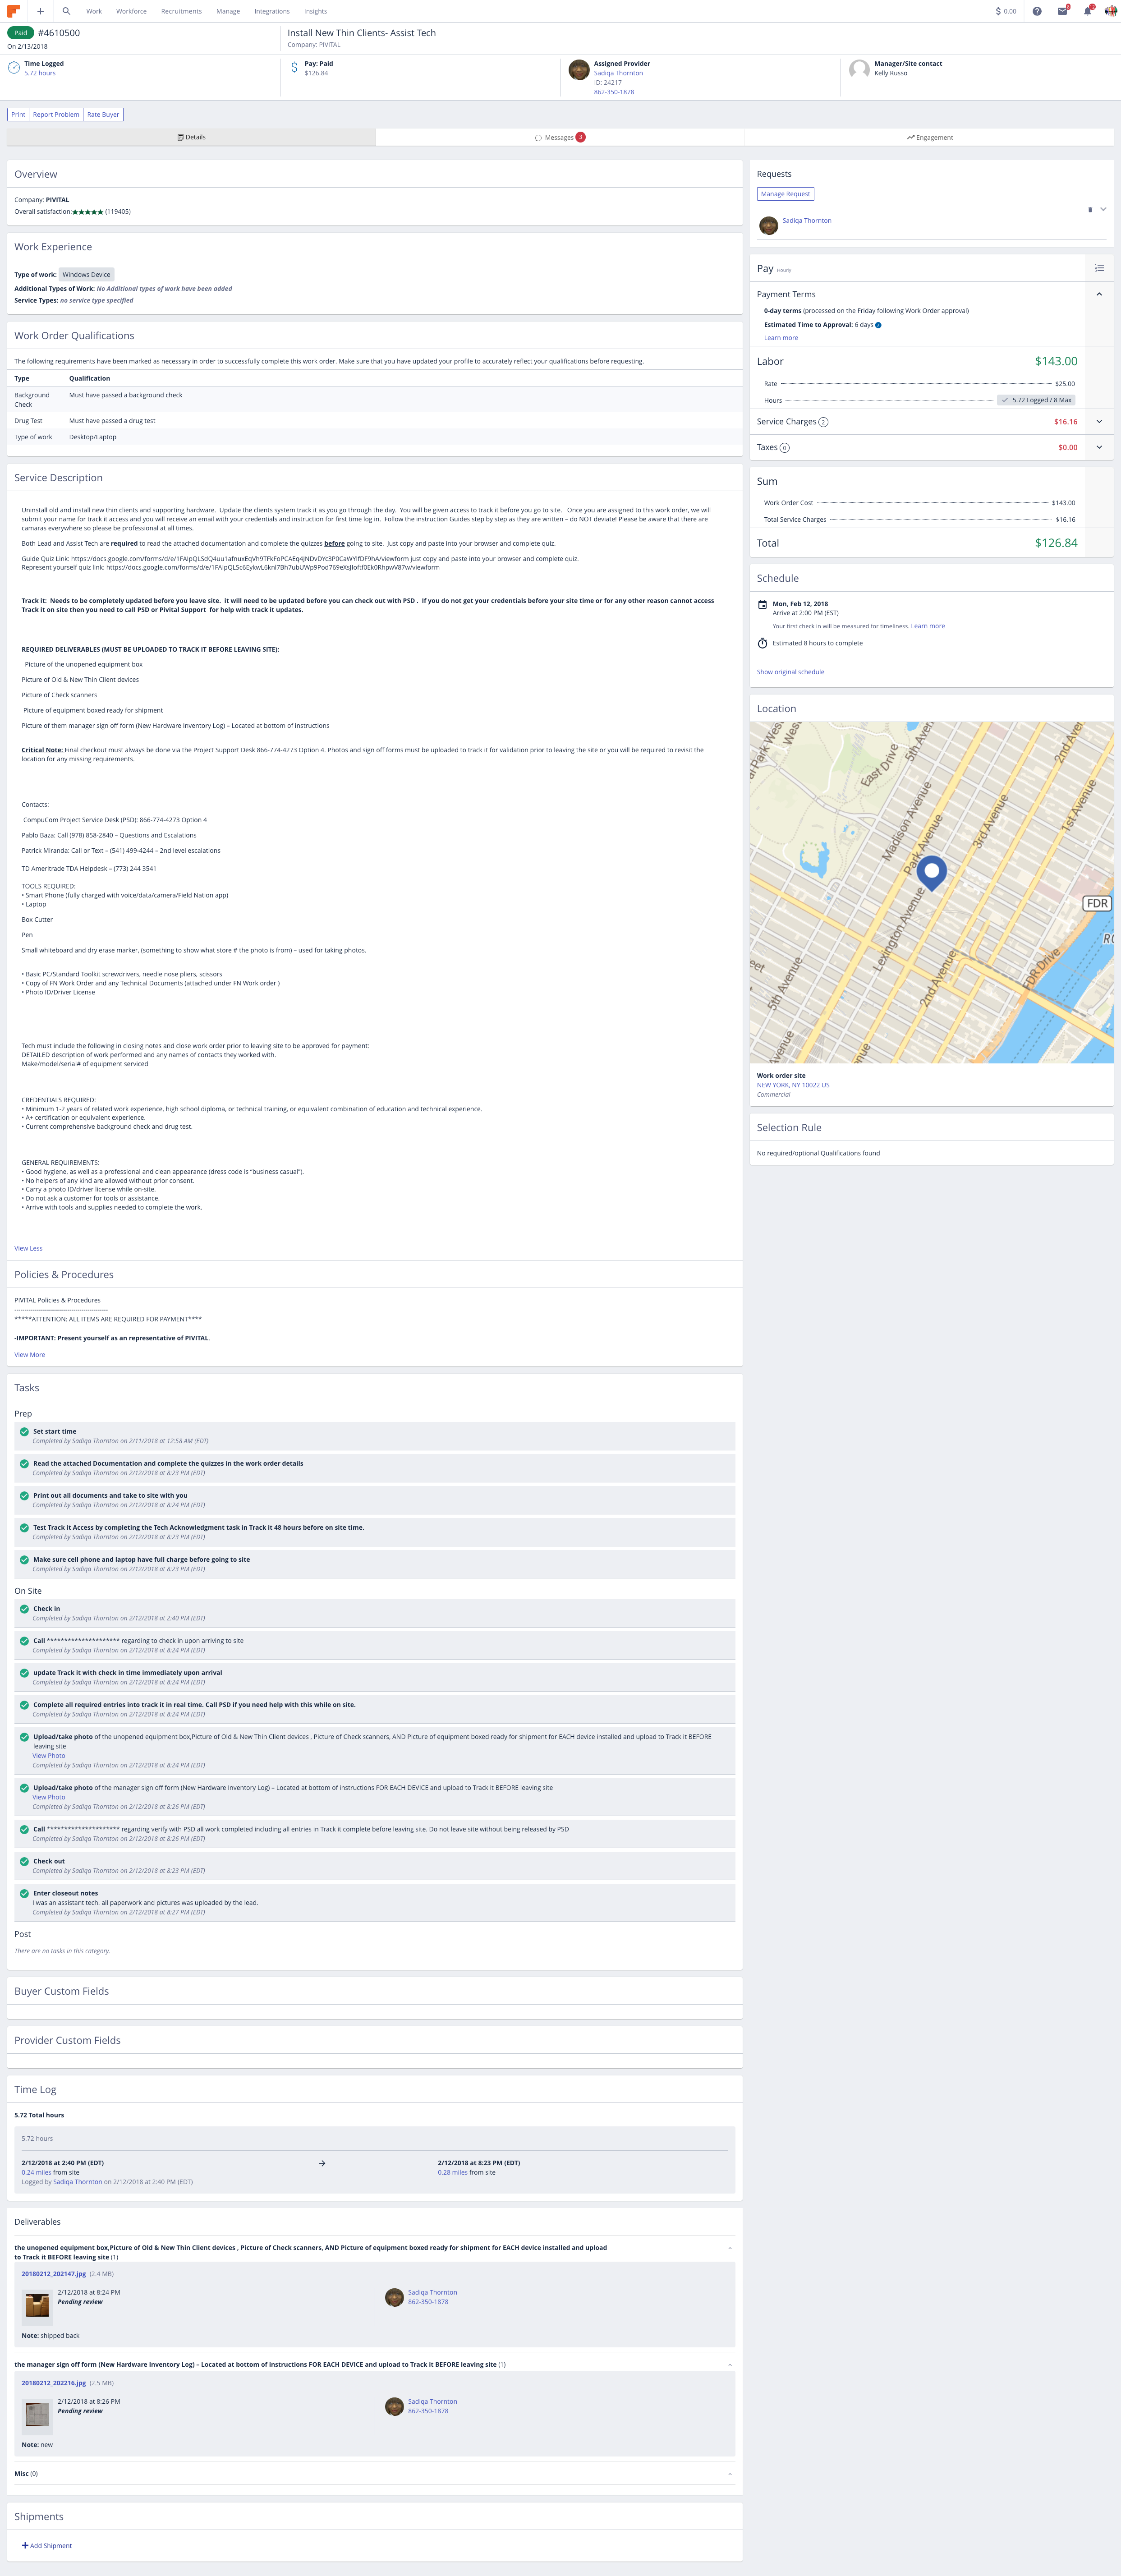 Work Workforce Recruitments Manage Integrations Insights
$ 0.00
Paid #4610500
On 2/13/2018
Install New Thin Clients- Assist Tech
Company: PIVITAL
Time Logged
5.72 hours
Pay: Paid
$126.84
Assigned Provider
Sadiqa Thornton
ID: 24217
862-350-1878
Manager/Site contact
Kelly Russo
Print Report Problem Rate Buyer
Details
Messages
Engagement
Overview
Company: PIVITAL
Overall satisfaction:★★★★★ (119405)
Work Experience
Type of work: Windows Device
Additional Types of Work: No Additional types of work have been added
Service Types: no service type specified
Work Order Qualifications
The following requirements have been marked as necessary in order to successfully complete this work order. Make sure that you have updated your profile to accurately reflect your qualifications before requesting.
Type Qualification
Background Must have passed a background check
Check
Drug Test Must have passed a drug test
Type of work Desktop/Laptop
Service Description
Uninstall old and install new thin clients and supporting hardware. Update the clients system track it as you go through the day. You will be given access to track it before you go to site. Once you are assigned to this work order, we will
submit your name for track it access and you will receive an email with your credentials and instruction for first time log in. Follow the instruction Guides step by step as they are written – do NOT deviate! Please be aware that there are
camaras everywhere so please be professional at all times.
Both Lead and Assist Tech are required to read the attached documentation and complete the quizzes before going to site. Just copy and paste into your browser and complete quiz.
Guide Quiz Link: just copy and paste into your browser and complete quiz.
Represent yourself quiz link:
Track it: Needs to be completely updated before you leave site. it will need to be updated before you can check out with PSD . If you do not get your credentials before your site time or for any other reason cannot access
Track it on site then you need to call PSD or Pivital Support for help with track it updates.
REQUIRED DELIVERABLES (MUST BE UPLOADED TO TRACK IT BEFORE LEAVING SITE):
Picture of the unopened equipment box
Picture of Old & New Thin Client devices
Picture of Check scanners
Picture of equipment boxed ready for shipment
Picture of them manager sign off form (New Hardware Inventory Log) – Located at bottom of instructions
Critical Note: Final checkout must always be done via the Project Support Desk 866-774-4273 Option 4. Photos and sign off forms must be uploaded to track it for validation prior to leaving the site or you will be required to revisit the
location for any missing requirements.
Contacts:
CompuCom Project Service Desk (PSD): 866-774-4273 Option 4
Pablo Baza: Call (978) 858-2840 – Questions and Escalations
Patrick Miranda: Call or Text – (541) 499-4244 – 2nd level escalations
TD Ameritrade TDA Helpdesk – (773) 244 3541
TOOLS REQUIRED:
• Smart Phone (fully charged with voice/data/camera/Field Nation app)
• Laptop
Box Cutter
Pen
Small whiteboard and dry erase marker, (something to show what store # the photo is from) – used for taking photos.
• Basic PC/Standard Toolkit screwdrivers, needle nose pliers, scissors
• Copy of FN Work Order and any Technical Documents (attached under FN Work order )
• Photo ID/Driver License
Tech must include the following in closing notes and close work order prior to leaving site to be approved for payment:
DETAILED description of work performed and any names of contacts they worked with.
Make/model/serial# of equipment serviced
CREDENTIALS REQUIRED:
• Minimum 1-2 years of related work experience, high school diploma, or technical training, or equivalent combination of education and technical experience.
• A+ certification or equivalent experience.
• Current comprehensive background check and drug test.
GENERAL REQUIREMENTS:
• Good hygiene, as well as a professional and clean appearance (dress code is "business casual").
• No helpers of any kind are allowed without prior consent.
• Carry a photo ID/driver license while on-site.
• Do not ask a customer for tools or assistance.
• Arrive with tools and supplies needed to complete the work.
View Less
Policies & Procedures
PIVITAL Policies & Procedures
----------------------------------------------
*****ATTENTION: ALL ITEMS ARE REQUIRED FOR PAYMENT****
-IMPORTANT: Present yourself as an representative of PIVITAL.
View More
Tasks
Prep
Set start time
Completed by Sadiqa Thornton on 2/11/2018 at 12:58 AM (EDT)
Read the attached Documentation and complete the quizzes in the work order details
Completed by Sadiqa Thornton on 2/12/2018 at 8:23 PM (EDT)
Print out all documents and take to site with you
Completed by Sadiqa Thornton on 2/12/2018 at 8:24 PM (EDT)
Test Track it Access by completing the Tech Acknowledgment task in Track it 48 hours before on site time.
Completed by Sadiqa Thornton on 2/12/2018 at 8:23 PM (EDT)
Make sure cell phone and laptop have full charge before going to site
Completed by Sadiqa Thornton on 2/12/2018 at 8:23 PM (EDT)
On Site
Check in
Completed by Sadiqa Thornton on 2/12/2018 at 2:40 PM (EDT)
Call ********************* regarding to check in upon arriving to site
Completed by Sadiqa Thornton on 2/12/2018 at 8:24 PM (EDT)
update Track it with check in time immediately upon arrival
Completed by Sadiqa Thornton on 2/12/2018 at 8:24 PM (EDT)
Complete all required entries into track it in real time. Call PSD if you need help with this while on site.
Completed by Sadiqa Thornton on 2/12/2018 at 8:24 PM (EDT)
Upload/take photo of the unopened equipment box,Picture of Old & New Thin Client devices , Picture of Check scanners, AND Picture of equipment boxed ready for shipment for EACH device installed and upload to Track it BEFORE
leaving site
View Photo
Completed by Sadiqa Thornton on 2/12/2018 at 8:24 PM (EDT)
Upload/take photo of the manager sign off form (New Hardware Inventory Log) – Located at bottom of instructions FOR EACH DEVICE and upload to Track it BEFORE leaving site
View Photo
Completed by Sadiqa Thornton on 2/12/2018 at 8:26 PM (EDT)
Call ********************* regarding verify with PSD all work completed including all entries in Track it complete before leaving site. Do not leave site without being released by PSD
Completed by Sadiqa Thornton on 2/12/2018 at 8:26 PM (EDT)
Check out
Completed by Sadiqa Thornton on 2/12/2018 at 8:23 PM (EDT)
Enter closeout notes
I was an assistant tech. all paperwork and pictures was uploaded by the lead.
Completed by Sadiqa Thornton on 2/12/2018 at 8:27 PM (EDT)
Post
There are no tasks in this category.
Buyer Custom Fields
Provider Custom Fields
Time Log
5.72 Total hours
5.72 hours
2/12/2018 at 2:40 PM (EDT) → 2/12/2018 at 8:23 PM (EDT)
0.24 miles from site 0.28 miles from site
Logged by Sadiqa Thornton on 2/12/2018 at 2:40 PM (EDT)
Deliverables
the unopened equipment box,Picture of Old & New Thin Client devices , Picture of Check scanners, AND Picture of equipment boxed ready for shipment for EACH device installed and upload
to Track it BEFORE leaving site (1)
20180212_202147.jpg (2.4 MB)
2/12/2018 at 8:24 PM
Pending review
Sadiqa Thornton
862-350-1878
Note: shipped back
the manager sign off form (New Hardware Inventory Log) – Located at bottom of instructions FOR EACH DEVICE and upload to Track it BEFORE leaving site (1)
20180212_202216.jpg (2.5 MB)
2/12/2018 at 8:26 PM
Pending review
Sadiqa Thornton
862-350-1878
Note: new
Misc (0)
Shipments
Add Shipment
Requests
Manage Request
Sadiqa Thornton
Pay Hourly
Payment Terms
0-day terms (processed on the Friday following Work Order approval)
Estimated Time to Approval: 6 days
Learn more
Labor $143.00
Rate $25.00
Hours 5.72 Logged / 8 Max
Service Charges 2 $16.16
Taxes 0 $0.00
Sum
Work Order Cost $143.00
Total Service Charges $16.16
Total $126.84
Schedule
Mon, Feb 12, 2018
Arrive at 2:00 PM (EST)
Your first check in will be measured for timeliness. Learn more
Estimated 8 hours to complete
Show original schedule
Location
East Drive
5th Aven
2nd Ave
1st Avenue
3rd Avenue
Madison Avenue
Park Avenue
Lexington Avenue
FDR
FDR Drive
2nd Avenue
5th Avenue
Work order site
NEW YORK, NY 10022 US
Commercial
Selection Rule
No required/optional Qualifications found